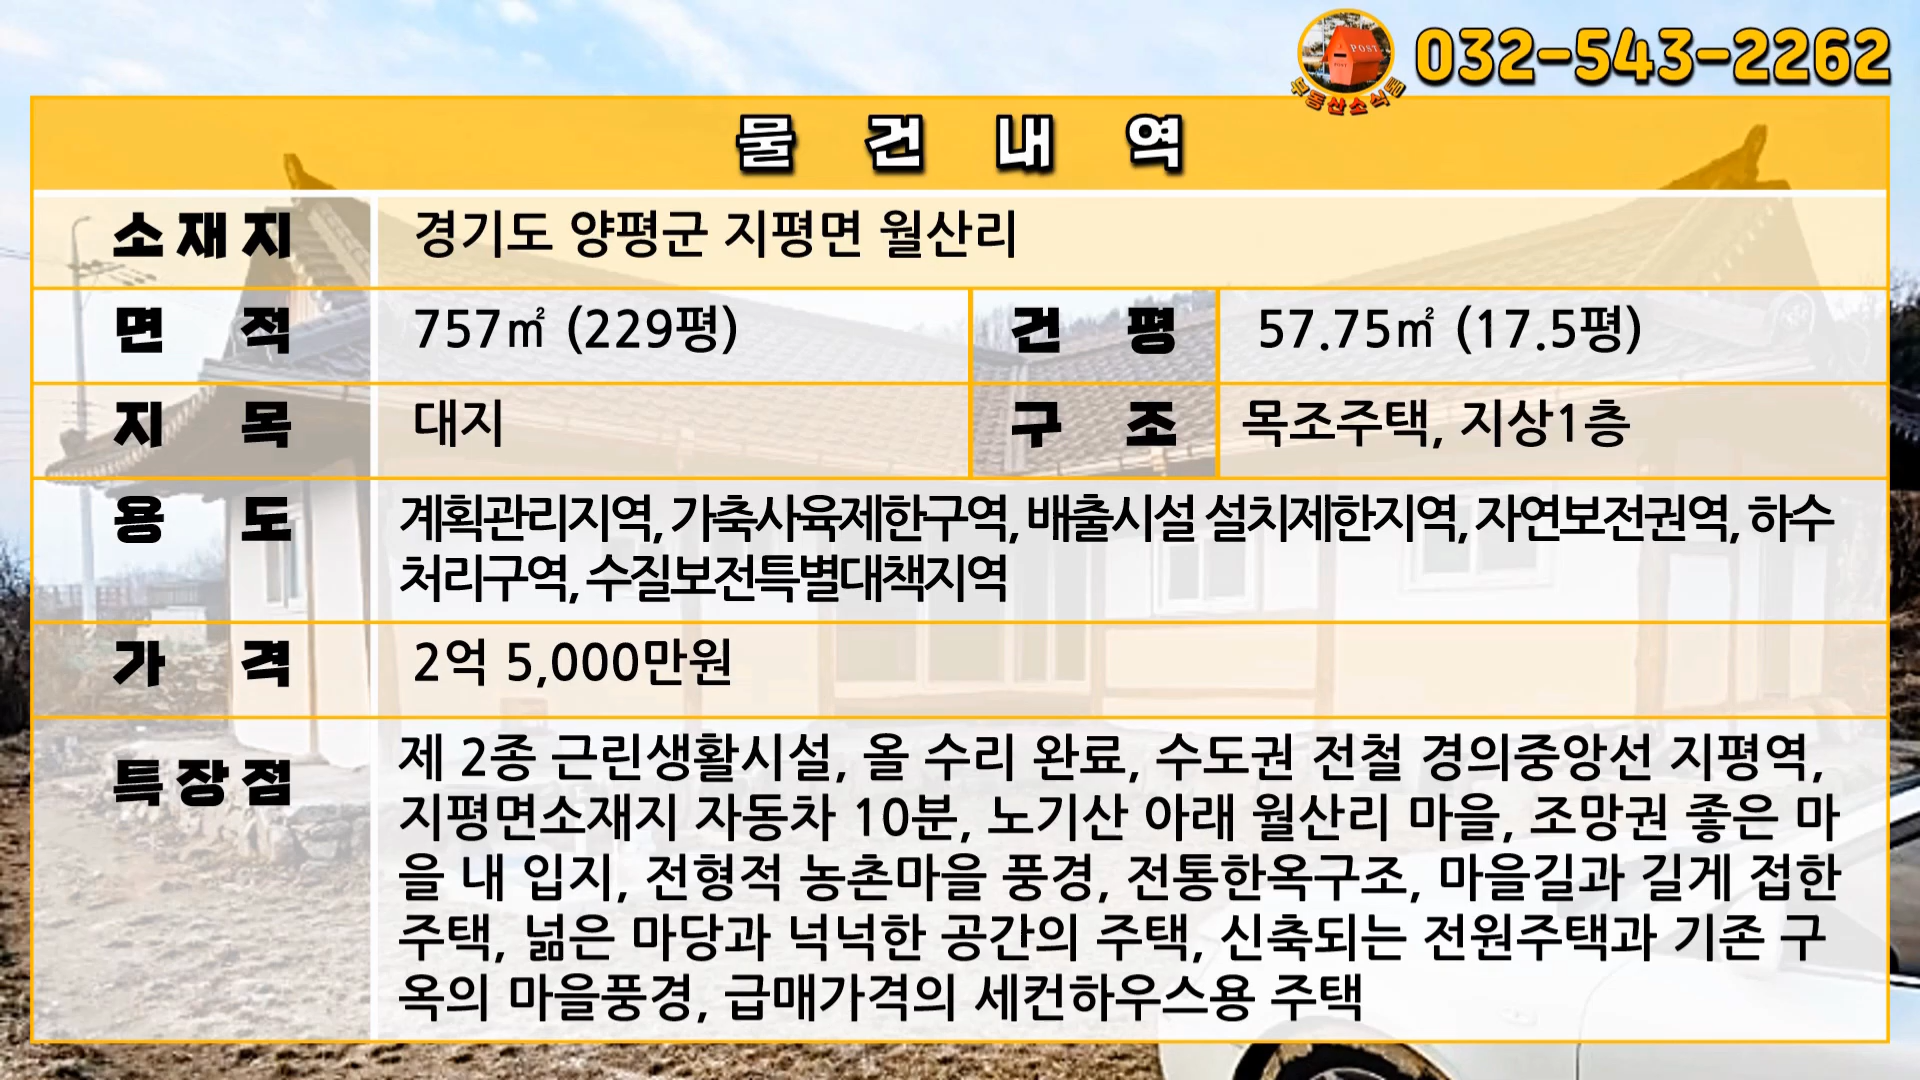 POST
부동산소식통
032-543-2262
물 건 내 역
소재지 경기도 양평군 지평면 월산리
면 적 757㎡ (229평) 건 평 57.75㎡ (17.5평)
지 목 대지 구 조 목조주택, 지상1층
용 도 계획관리지역, 가축사육제한구역, 배출시설 설치제한지역, 자연보전권역, 하수
처리구역, 수질보전특별대책지역
가 격 2억 5,000만원
특장점 제 2종 근린생활시설, 올 수리 완료, 수도권 전철 경의중앙선 지평역,
지평면소재지 자동차 10분, 노기산 아래 월산리 마을, 조망권 좋은 마
을 내 입지, 전형적 농촌마을 풍경, 전통한옥구조, 마을길과 길게 접한
주택, 넒은 마당과 넉넉한 공간의 주택, 신축되는 전원주택과 기존 구
옥의 마을풍경, 급매가격의 세컨하우스용 주택